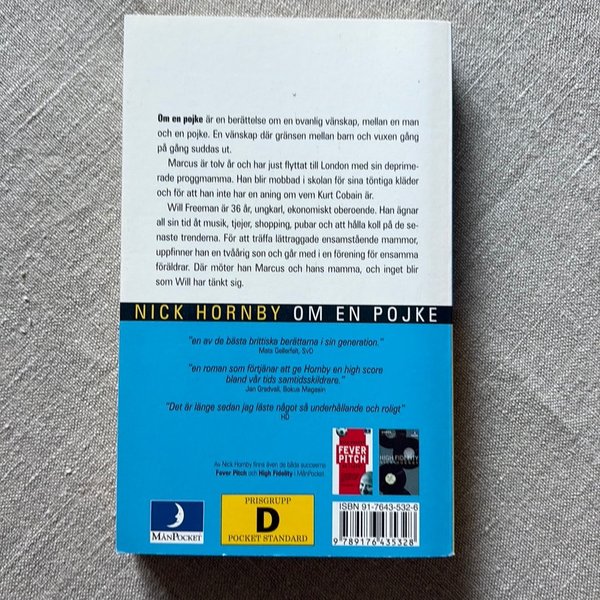 Om en pojke är en berättelse om en ovanlig vänskap, mellan en man
och en pojke. En vänskap där gränsen mellan barn och vuxen gång
på gång suddas ut.
Marcus är tolv år och har just flyttat till London med sin deprime-
rade proggmamma. Han blir mobbad i skolan för sina töntiga kläder
och för att han inte har en aning om vem Kurt Cobain är.
Will Freeman är 36 år, ungkarl, ekonomiskt oberoende. Han ägnar
all sin tid åt musik, tjejer, shopping, pubar och att hålla koll på de se-
naste trenderna. För att träffa lättraggade ensamstående mammor,
uppfinner han en tvåårig son och går med i en förening för ensamma
föräldrar. Där möter han Marcus och hans mamma, och inget blir
som Will har tänkt sig.
NICK HORNBY OM EN POJKE
"en av de bästa brittiska berättarna i sin generation."
Mats Gellerfelt, SvD
"en roman som förtjänar att ge Hornby en high score
bland vår tids samtidsskildrare."
Jan Gradvall, Bokus Magasin
"Det är länge sedan jag läste något så underhållande och roligt"
HD
FEVER
PITCH
HIGH FIDELITY
Av Nick Hornby finns även de båda succéerna
Fever Pitch och High Fidelity i MånPocket.
MÅNPOCKET
PRISGRUPP
D
POCKET STANDARD
ISBN 91-7643-532-6
9 789176 435328